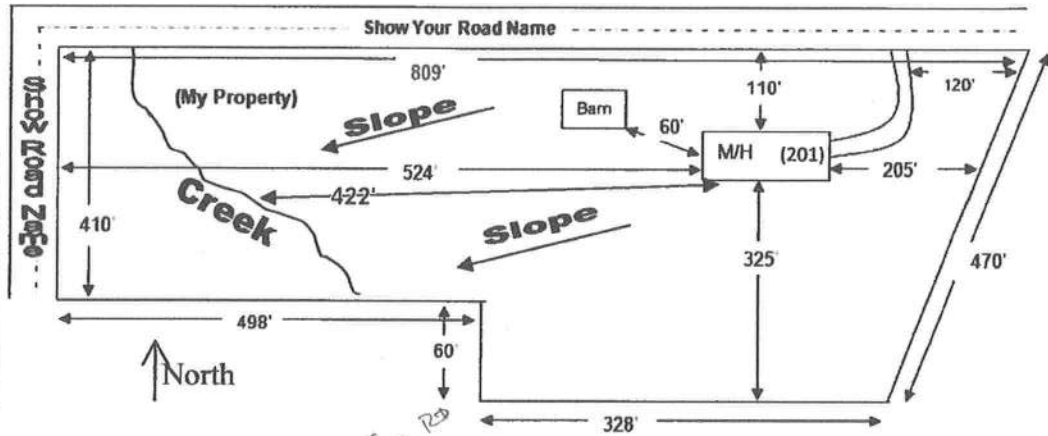 Show Your Road Name
809'
110'
120'
(My Property)
Slope
Barn
60'
M/H (201)
Show Road Name
524'
205'
422'
Creek
410'
Slope
325'
470'
498'
60'
North
328'